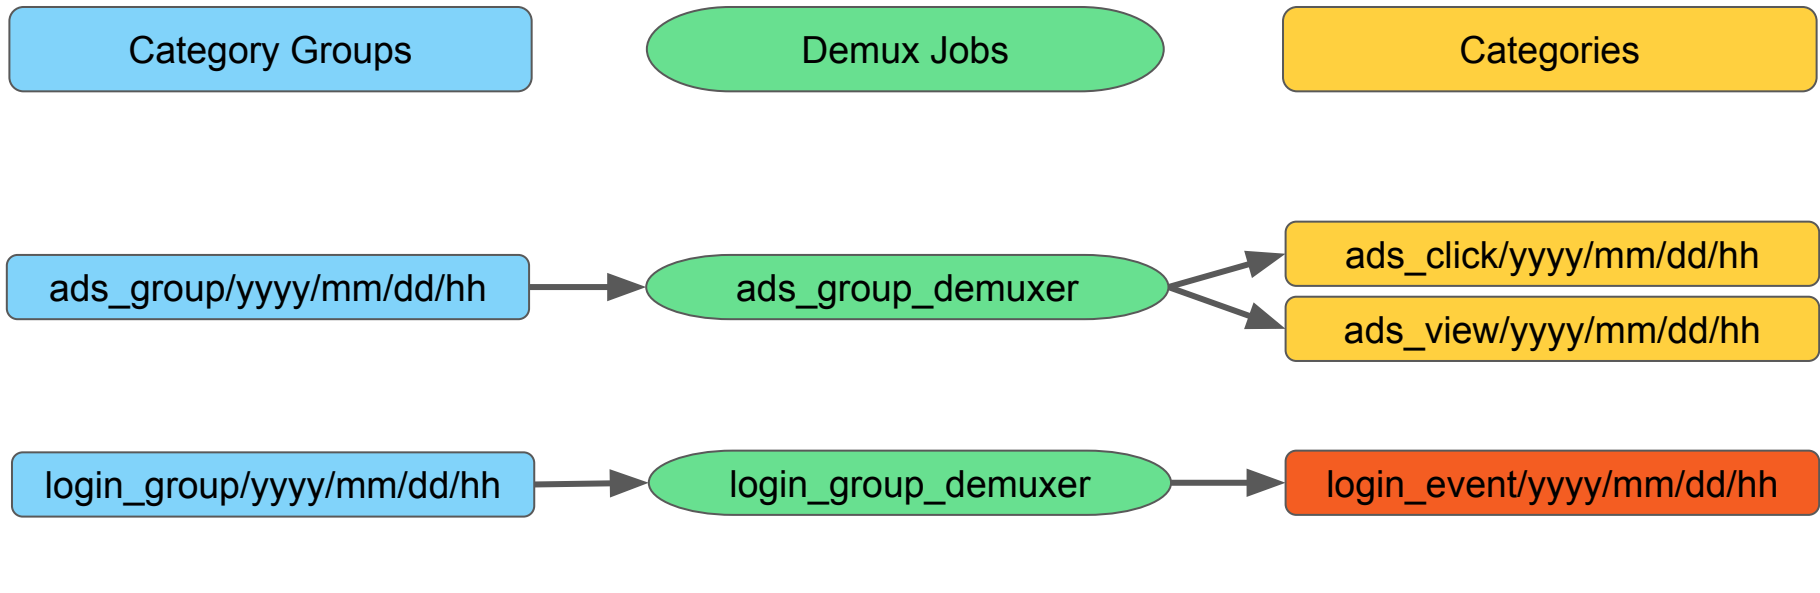 Category Groups
Demux Jobs
Categories
ads_group/yyyy/mm/dd/hh
ads_group_demuxer
ads_click/yyyy/mm/dd/hh
ads_view/yyyy/mm/dd/hh
login_group/yyyy/mm/dd/hh
login_group_demuxer
login_event/yyyy/mm/dd/hh